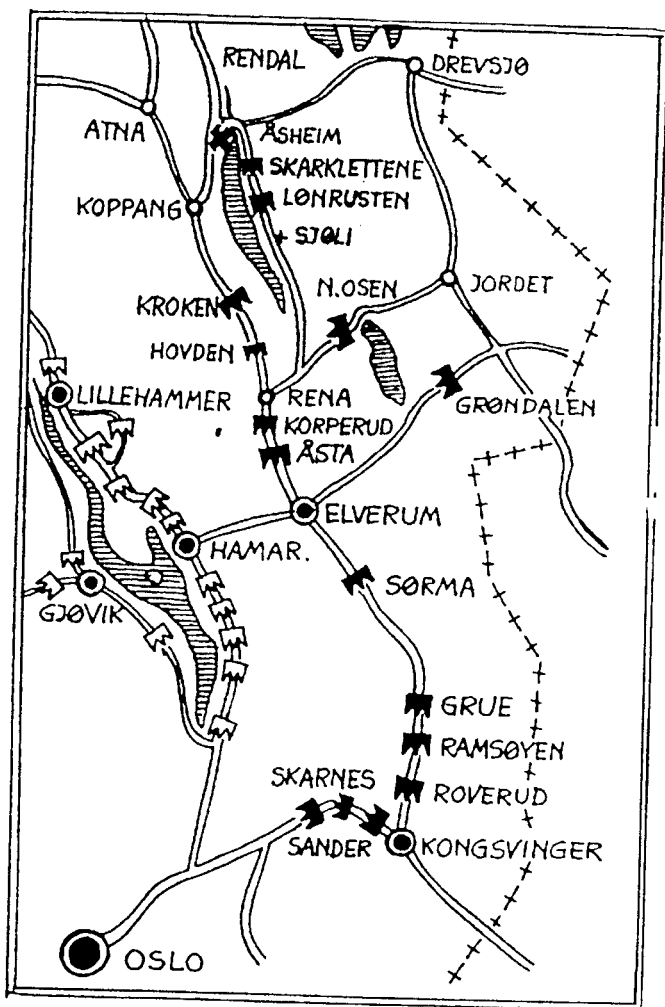 RENDAL
DREVSJØ
ATNA
ÅSHEIM
SKARKLETTENE
KOPPANG
LØNRUSTEN
SJØLI
N.OSEN
JORDET
KROKEN
HOVDEN
LILLEHAMMER
RENA
GRØNDALEN
KORPERUD
ÅSTA
ELVERUM
HAMAR.
SØRMA
GJØVIK
GRUE
RAMSØYEN
SKARNES
ROVERUD
SANDER
KONGSVINGER
OSLO